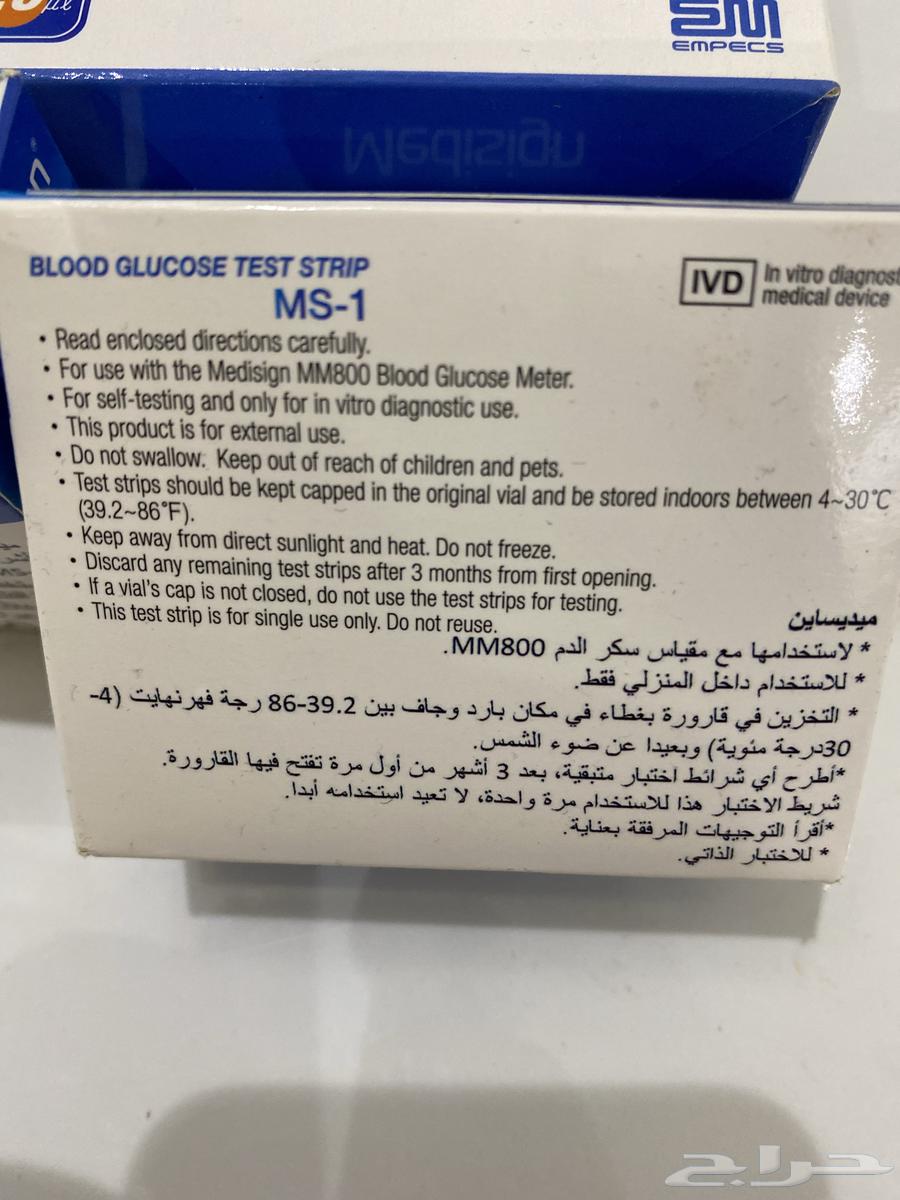 EMPECS
Medisign
BLOOD GLUCOSE TEST STRIP
MS-1
IVD
In vitro diagnost
medical device
• Read enclosed directions carefully.
• For use with the Medisign MM800 Blood Glucose Meter.
• For self-testing and only for in vitro diagnostic use.
• This product is for external use.
• Do not swallow. Keep out of reach of children and pets.
• Test strips should be kept capped in the original vial and be stored indoors between 4~30°C
(39.2~86°F).
• Keep away from direct sunlight and heat. Do not freeze.
• Discard any remaining test strips after 3 months from first opening.
• If a vial's cap is not closed, do not use the test strips for testing.
• This test strip is for single use only. Do not reuse.
ميديساين
* لاستخدامها مع مقياس سكر الدم MM800.
* للاستخدام داخل المنزلي فقط.
* التخزين في قارورة بغطاء في مكان بارد وجاف بين 39.2-86 رجة فهرنهايت (4-
30درجة مئوية) وبعيدا عن ضوء الشمس.
*أطرح أي شرائط اختبار متبقية، بعد 3 أشهر من أول مرة تفتح فيها القارورة.
شريط الاختبار هذا للاستخدام مرة واحدة، لا تعيد استخدامه أبدا.
*أقرأ التوجيهات المرفقة بعناية.
* للاختبار الذاتي.
حراج